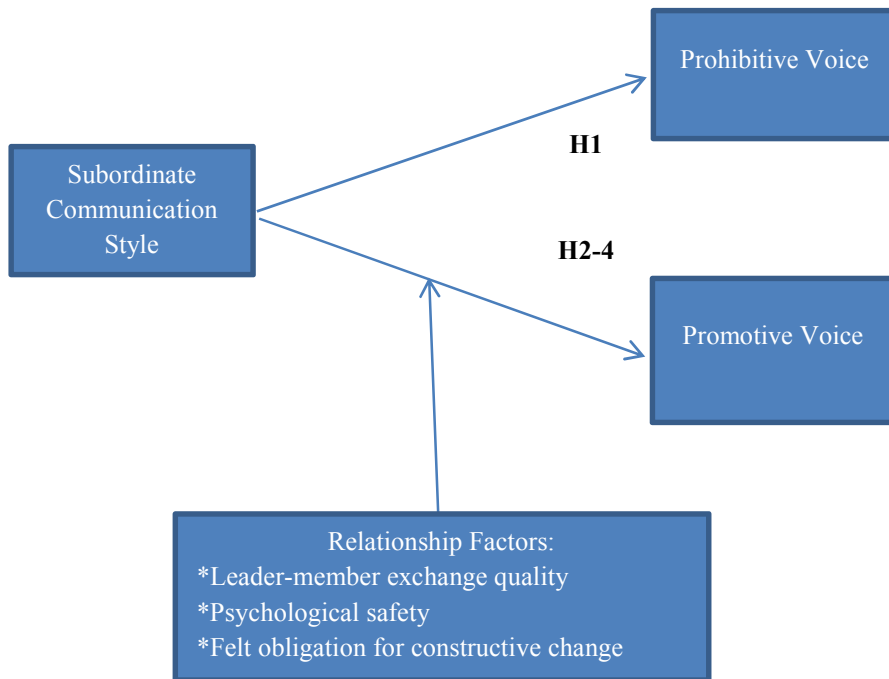 Prohibitive Voice
H1
Subordinate
Communication
Style
H2-4
Promotive Voice
Relationship Factors:
*Leader-member exchange quality
*Psychological safety
*Felt obligation for constructive change